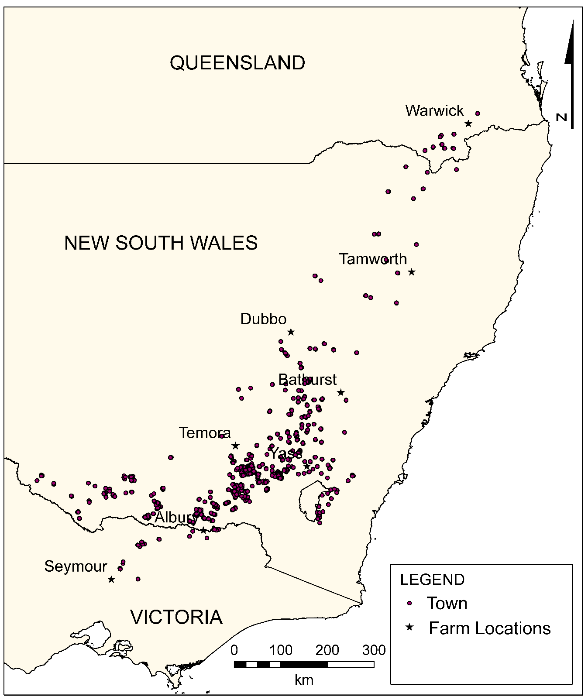 QUEENSLAND
Warwick
N
NEW SOUTH WALES
Tamworth
Dubbo
Bathurst
Temora
Yass
Albury
Seymour
VICTORIA
LEGEND
Town
Farm Locations
0 100 200 300
km